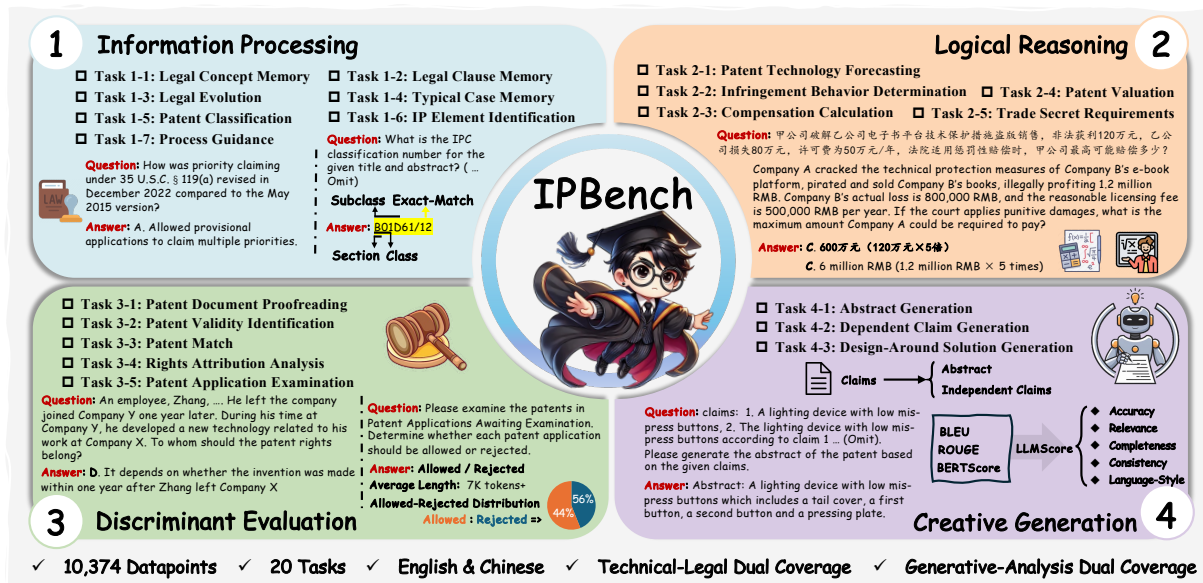 1 Information Processing
Task 1-1: Legal Concept Memory
Task 1-2: Legal Clause Memory
Task 1-3: Legal Evolution
Task 1-4: Typical Case Memory
Task 1-5: Patent Classification
Task 1-6: IP Element Identification
Task 1-7: Process Guidance
Question: How was priority claiming
under 35 U.S.C. § 119(a) revised in
December 2022 compared to the May
2015 version?
Answer: A. Allowed provisional
applications to claim multiple priorities.
LAW
Question: What is the IPC
classification number for the
given title and abstract? ( …
Omit)
Subclass Exact-Match
Answer: B01D61/12
Section Class
Logical Reasoning 2
Task 2-1: Patent Technology Forecasting
Task 2-2: Infringement Behavior Determination
Task 2-4: Patent Valuation
Task 2-3: Compensation Calculation
Task 2-5: Trade Secret Requirements
Question: 甲公司破解乙公司电子书平台技术保护措施盗版销售，非法获利120万元，乙公
司损失80万元，许可费为50万元/年，法院适用惩罚性赔偿时，甲公司最高可能赔偿多少？
Company A cracked the technical protection measures of Company B's e-book
platform, pirated and sold Company B's books, illegally profiting 1.2 million
RMB. Company B's actual loss is 800,000 RMB, and the reasonable licensing fee
is 500,000 RMB per year. If the court applies punitive damages, what is the
maximum amount Company A could be required to pay?
Answer: C. 600万元（120万元×5倍）
C. 6 million RMB (1.2 million RMB × 5 times)
IPBench
Task 3-1: Patent Document Proofreading
Task 3-2: Patent Validity Identification
Task 3-3: Patent Match
Task 3-4: Rights Attribution Analysis
Task 3-5: Patent Application Examination
Question: An employee, Zhang, .... He left the company
joined Company Y one year later. During his time at
Company Y, he developed a new technology related to his
work at Company X. To whom should the patent rights
belong?
Answer: D. It depends on whether the invention was made
within one year after Zhang left Company X
Question: Please examine the patents in
Patent Applications Awaiting Examination.
Determine whether each patent application
should be allowed or rejected.
Answer: Allowed / Rejected
Average Length: 7K tokens+
Allowed-Rejected Distribution
Allowed : Rejected =>
56%
44%
3 Discriminant Evaluation
Task 4-1: Abstract Generation
Task 4-2: Dependent Claim Generation
Task 4-3: Design-Around Solution Generation
Claims
Abstract
Independent Claims
Question: claims: 1. A lighting device with low mis-
press buttons, 2. The lighting device with low mis-
press buttons according to claim 1 … (Omit).
Please generate the abstract of the patent based
on the given claims.
Answer: Abstract: A lighting device with low mis-
press buttons which includes a tail cover, a first
button, a second button and a pressing plate.
BLEU
ROUGE
BERTScore
LLMScore
Accuracy
Relevance
Completeness
Consistency
Language-Style
Creative Generation 4
✓ 10,374 Datapoints ✓ 20 Tasks ✓ English & Chinese ✓ Technical-Legal Dual Coverage ✓ Generative-Analysis Dual Coverage